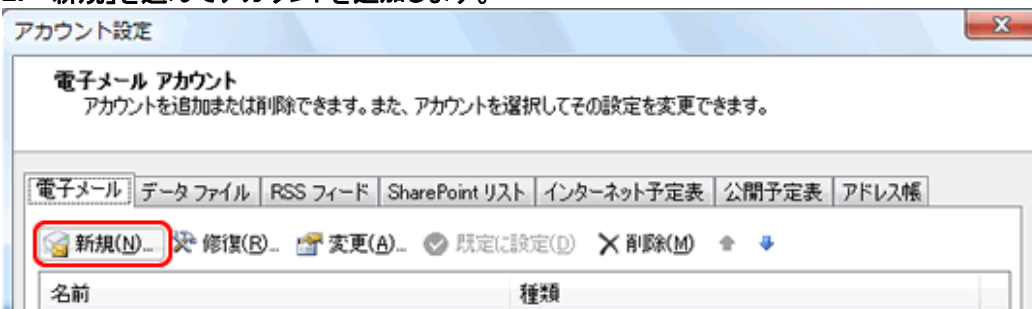 アカウント設定
電子メール アカウント
アカウントを追加または削除できます。また、アカウントを選択してその設定を変更できます。
電子メール データ ファイル RSS フィード SharePoint リスト インターネット予定表 公開予定表 アドレス帳
新規(N)... 修復(R)... 変更(A)... 既定に設定(D) 削除(M)
名前 種類